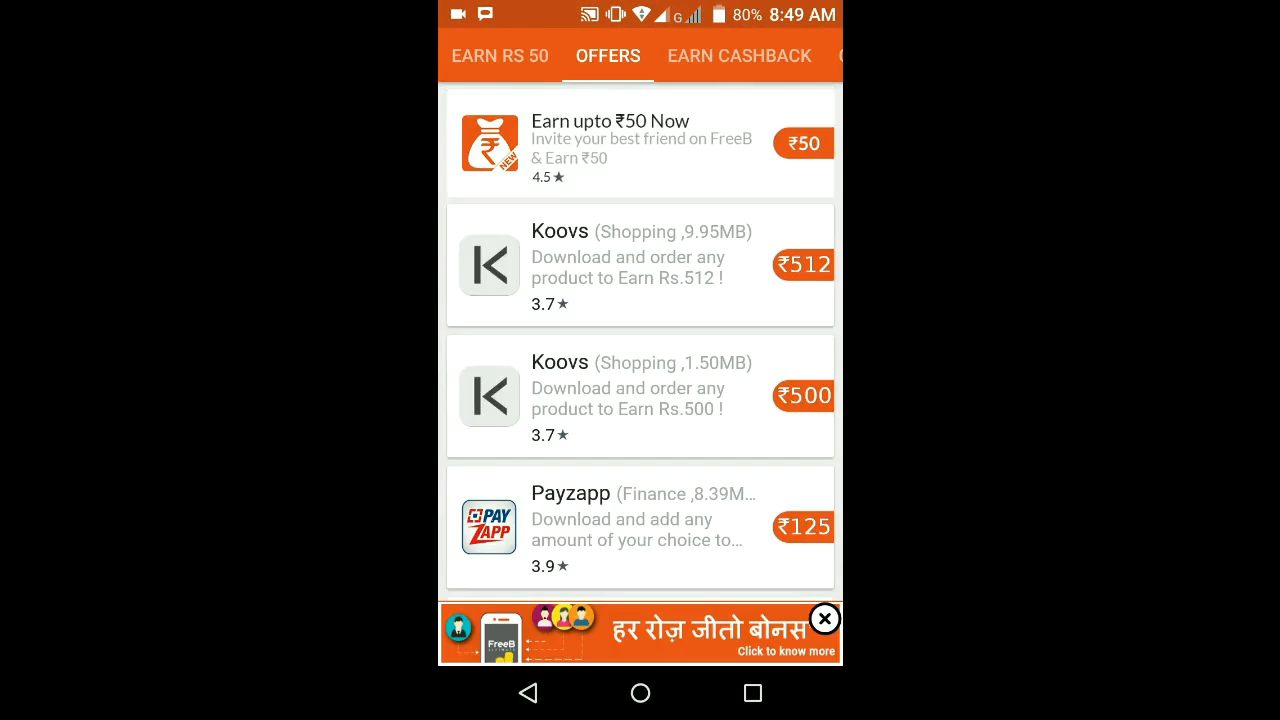 G 80% 8:49 AM
EARN RS 50 OFFERS EARN CASHBACK
Earn upto ₹50 Now
Invite your best friend on FreeB
& Earn ₹50
4.5★
₹50
NEW
Koovs (Shopping ,9.95MB)
Download and order any
product to Earn Rs.512 !
3.7★
₹512
Koovs (Shopping ,1.50MB)
Download and order any
product to Earn Rs.500 !
3.7★
₹500
Payzapp (Finance ,8.39M...
Download and add any
amount of your choice to...
3.9★
₹125
PAY
ZAPP
FreeB
हर रोज़ जीतो बोनस
Click to know more